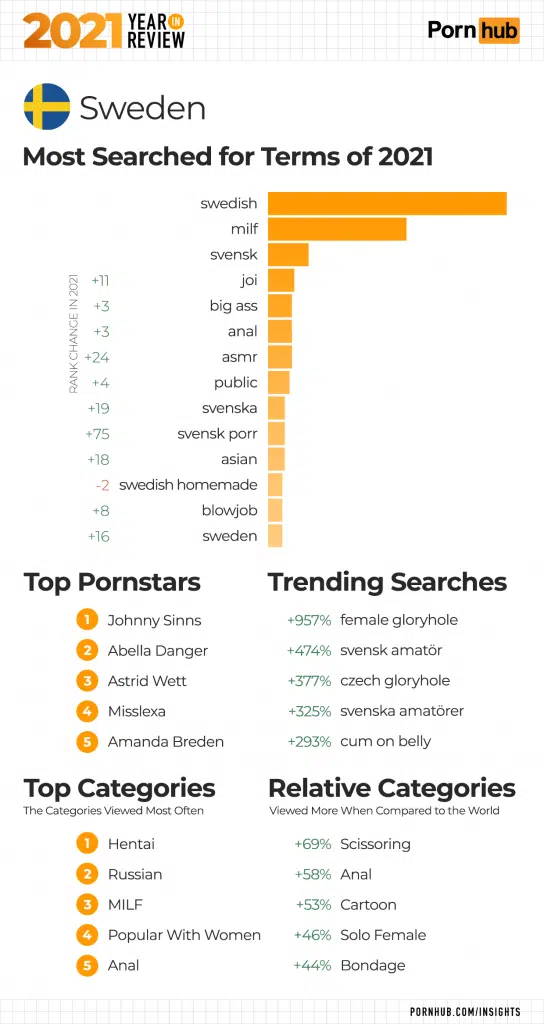 2021 YEAR IN REVIEW
Porn hub
Sweden
Most Searched for Terms of 2021
RANK CHANGE IN 2021
swedish
milf
svensk
+11 joi
+3 big ass
+3 anal
+24 asmr
+4 public
+19 svenska
+75 svensk porr
+18 asian
-2 swedish homemade
+8 blowjob
+16 sweden
Top Pornstars
1 Johnny Sinns
2 Abella Danger
3 Astrid Wett
4 Misslexa
5 Amanda Breden
Trending Searches
+957% female gloryhole
+474% svensk amatör
+377% czech gloryhole
+325% svenska amatörer
+293% cum on belly
Top Categories
The Categories Viewed Most Often
1 Hentai
2 Russian
3 MILF
4 Popular With Women
5 Anal
Relative Categories
Viewed More When Compared to the World
+69% Scissoring
+58% Anal
+53% Cartoon
+46% Solo Female
+44% Bondage
PORNHUB.COM/INSIGHTS